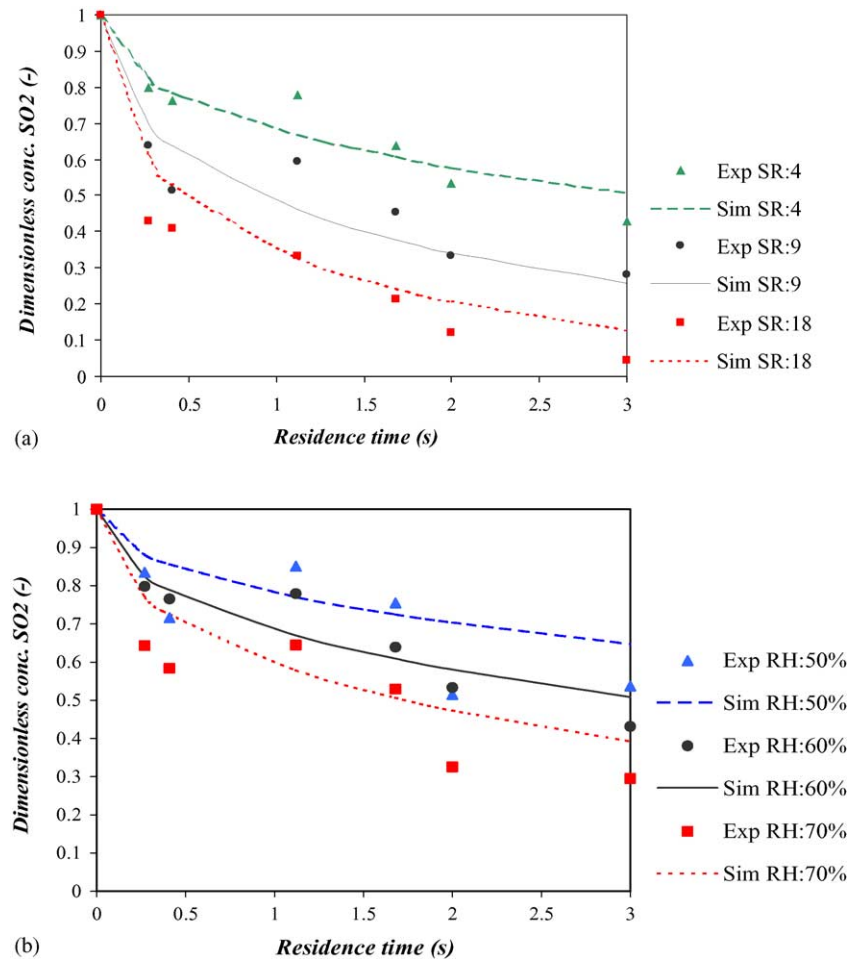 1
0.9
0.8
0.7
0.6
0.5
0.4
0.3
0.2
0.1
0
Dimensionless conc. SO2 (-)
0 0.5 1 1.5 2 2.5 3
Residence time (s)
(a)
Exp SR:4
Sim SR:4
Exp SR:9
Sim SR:9
Exp SR:18
Sim SR:18
1
0.9
0.8
0.7
0.6
0.5
0.4
0.3
0.2
0.1
0
Dimensionless conc. SO2 (-)
0 0.5 1 1.5 2 2.5 3
Residence time (s)
(b)
Exp RH:50%
Sim RH:50%
Exp RH:60%
Sim RH:60%
Exp RH:70%
Sim RH:70%